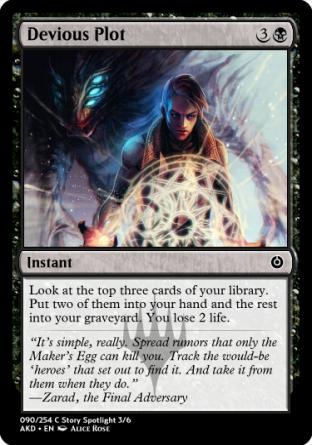 Devious Plot 3
Instant
Look at the top three cards of your library.
Put two of them into your hand and the rest
into your graveyard. You lose 2 life.
“It’s simple, really. Spread rumors that only the
Maker’s Egg can kill you. Track the would-be
‘heroes’ that set out to find it. And take it from
them when they do.”
—Zarad, the Final Adversary
090/254 C Story Spotlight 3/6
AKD • EN Alice Rose